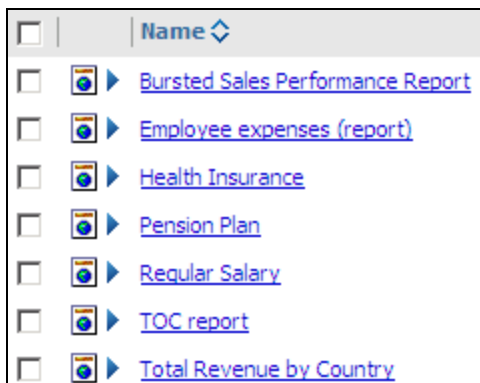 Name
Bursted Sales Performance Report
Employee expenses (report)
Health Insurance
Pension Plan
Regular Salary
TOC report
Total Revenue by Country